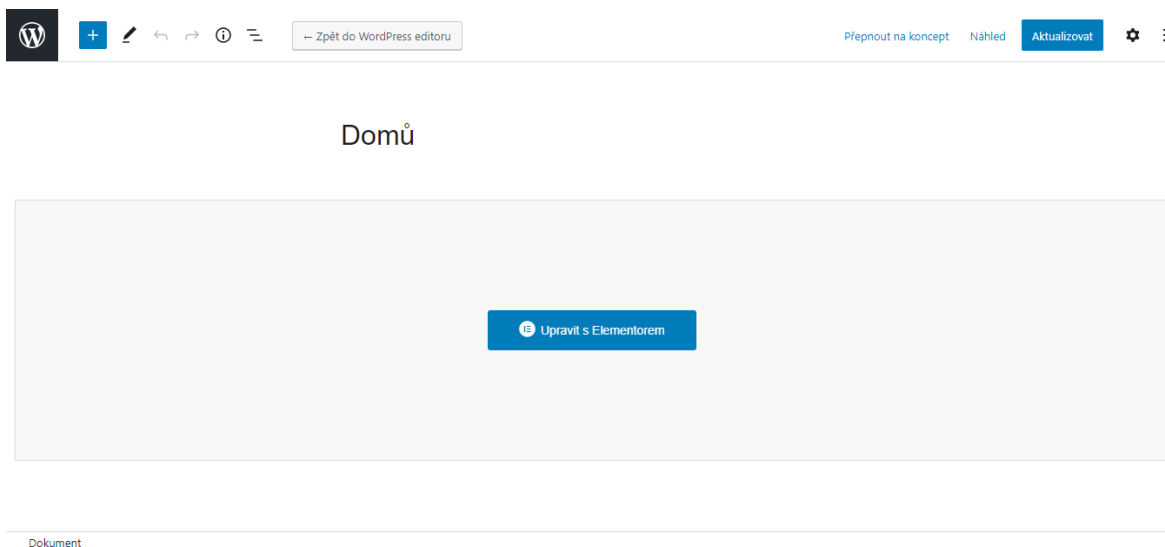 ← Zpět do WordPress editoru
Přepnout na koncept
Náhled
Aktualizovat
Domů
Upravit s Elementorem
Dokument